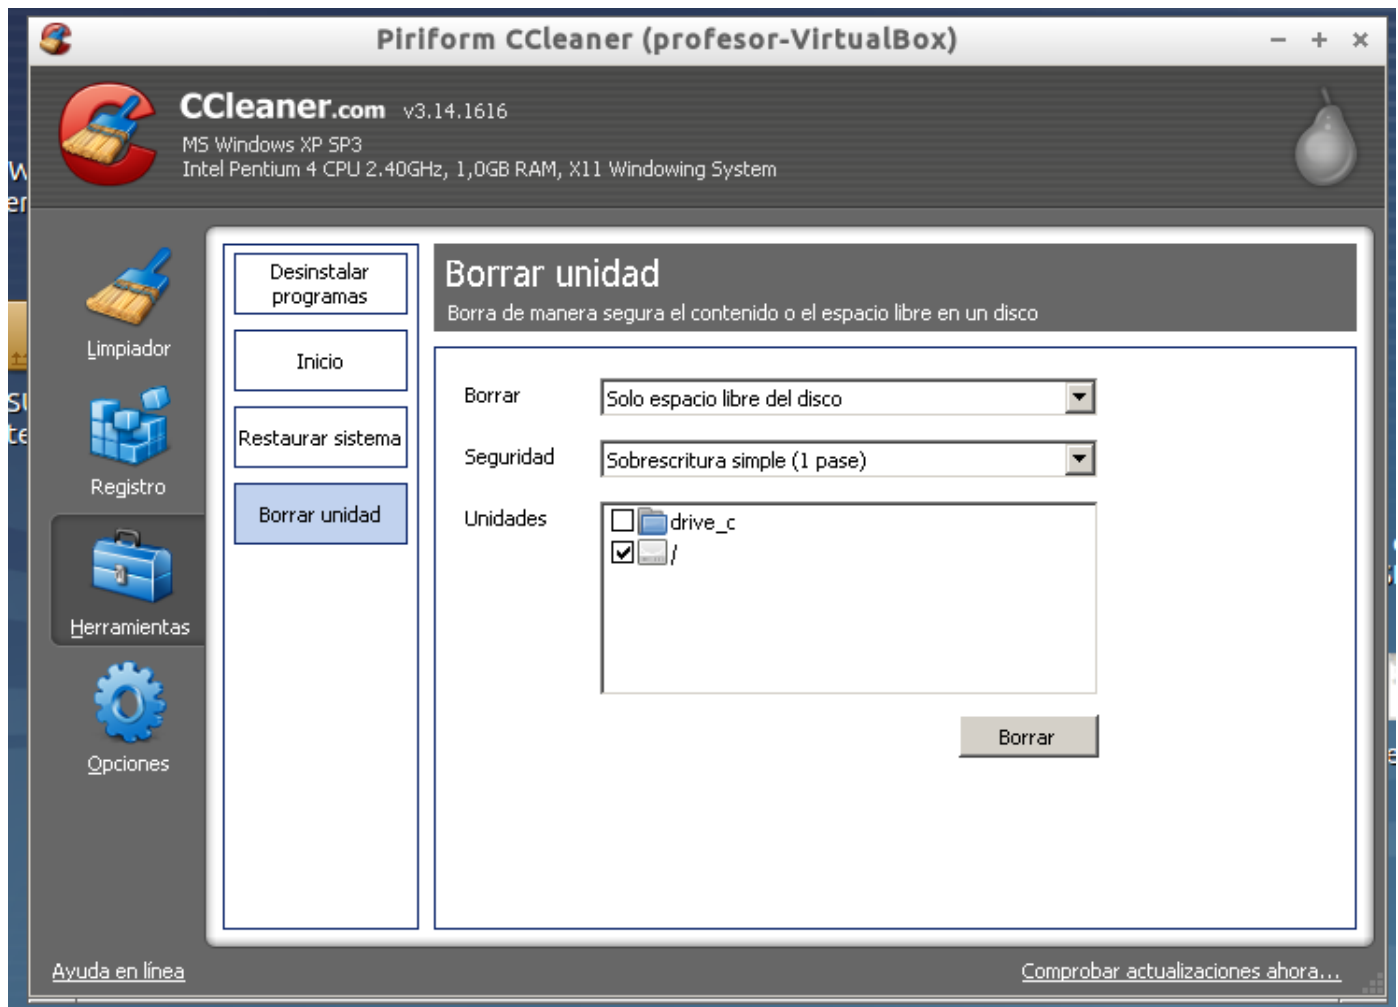 Piriform CCleaner (profesor-VirtualBox)
CCleaner.com v3.14.1616
MS Windows XP SP3
Intel Pentium 4 CPU 2.40GHz, 1,0GB RAM, X11 Windowing System
Limpiador
Registro
Herramientas
Opciones
Desinstalar
programas
Inicio
Restaurar sistema
Borrar unidad
Borrar unidad
Borra de manera segura el contenido o el espacio libre en un disco
Borrar
Solo espacio libre del disco
Seguridad
Sobrescritura simple (1 pase)
Unidades
drive_c
/
Borrar
Ayuda en línea
Comprobar actualizaciones ahora...